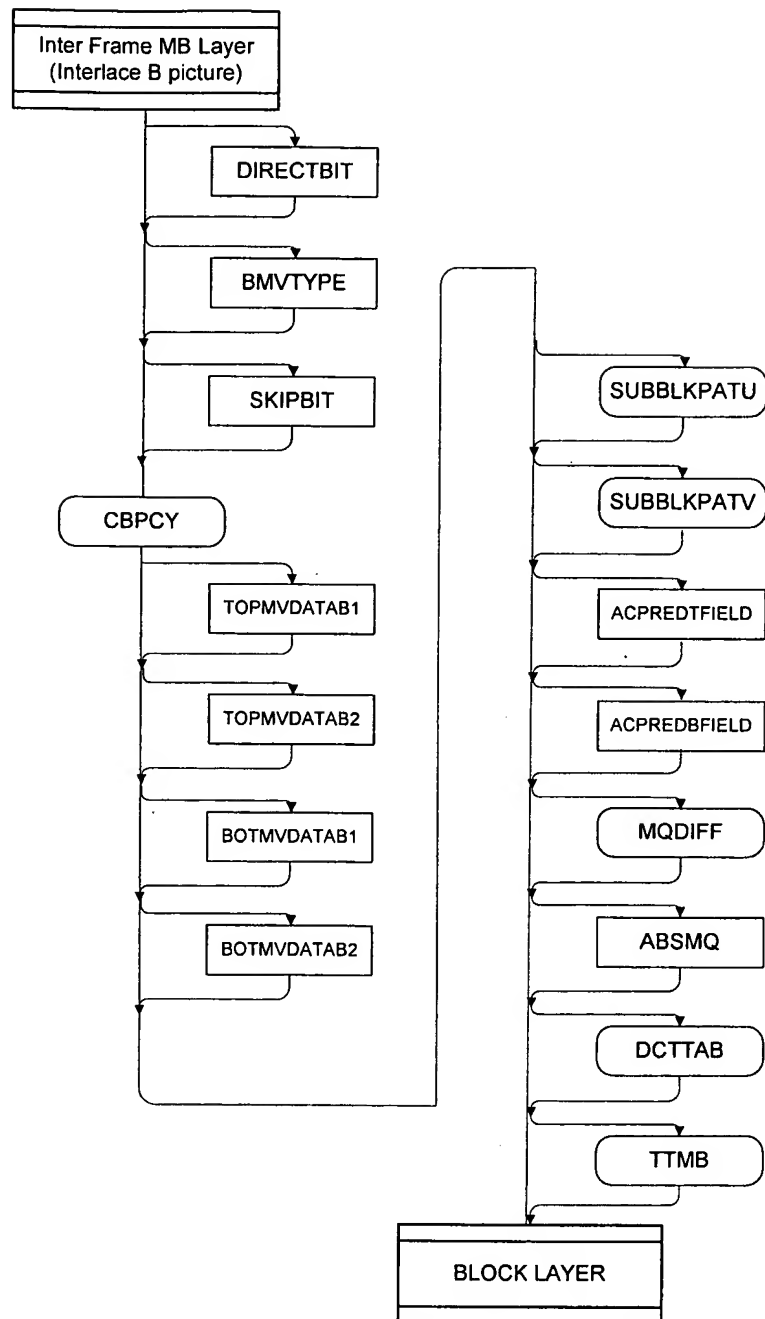 Inter Frame MB Layer
(Interlace B picture)
DIRECTBIT
BMVTYPE
SKIPBIT
CBPCY
TOPMVDATAB1
TOPMVDATAB2
BOTMVDATAB1
BOTMVDATAB2
SUBBLKPATU
SUBBLKPATV
ACPREDTFIELD
ACPREDBFIELD
MQDIFF
ABSMQ
DCTTAB
TTMB
BLOCK LAYER